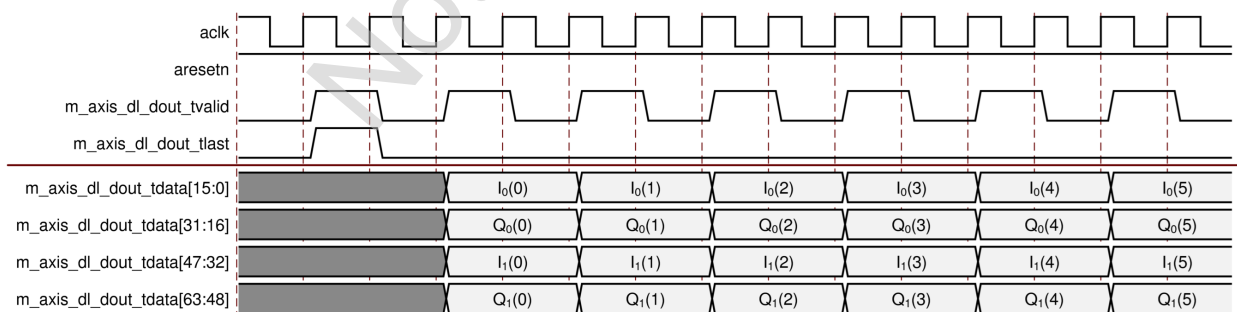 aclk
aresetn
m_axis_dl_dout_tvalid
m_axis_dl_dout_tlast
m_axis_dl_dout_tdata[15:0] I₀(0) I₀(1) I₀(2) I₀(3) I₀(4) I₀(5)
m_axis_dl_dout_tdata[31:16] Q₀(0) Q₀(1) Q₀(2) Q₀(3) Q₀(4) Q₀(5)
m_axis_dl_dout_tdata[47:32] I₁(0) I₁(1) I₁(2) I₁(3) I₁(4) I₁(5)
m_axis_dl_dout_tdata[63:48] Q₁(0) Q₁(1) Q₁(2) Q₁(3) Q₁(4) Q₁(5)